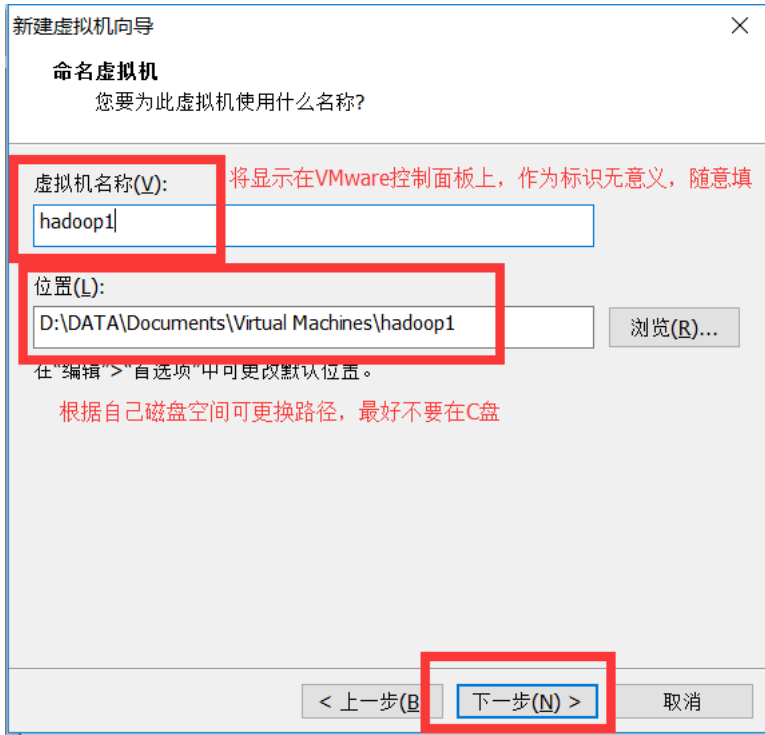 新建虚拟机向导
命名虚拟机
您要为此虚拟机使用什么名称?
虚拟机名称(V):
将显示在VMware控制面板上，作为标识无意义，随意填
hadoop1
位置(L):
D:\DATA\Documents\Virtual Machines\hadoop1
浏览(R)...
在“编辑”>“首选项”中可更改默认位置。
根据自己磁盘空间可更换路径，最好不要在C盘
< 上一步(B
下一步(N) >
取消